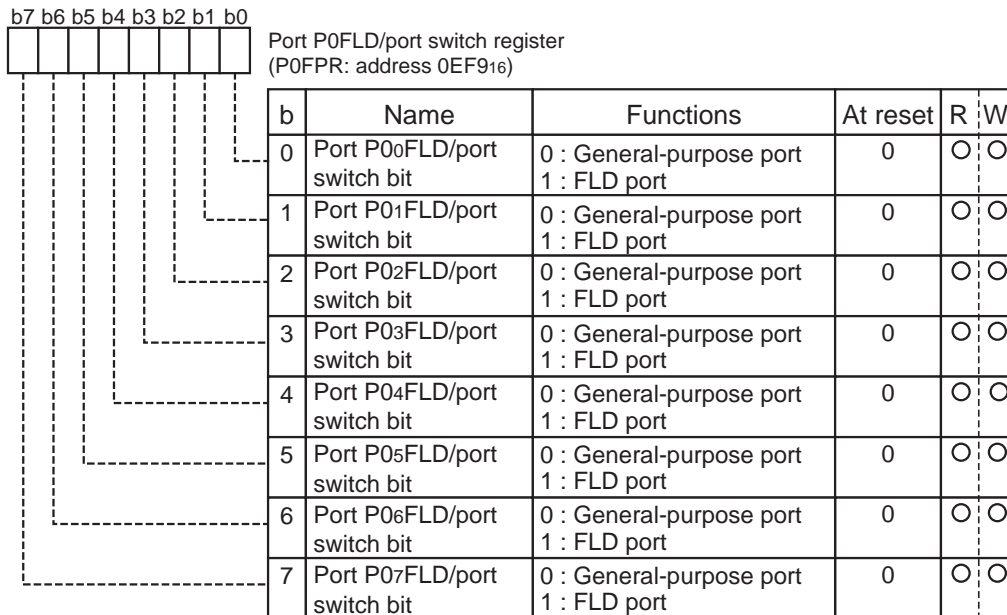 b7 b6 b5 b4 b3 b2 b1 b0
Port P0FLD/port switch register
(P0FPR: address 0EF916)
b Name Functions At reset R W
0 Port P00FLD/port switch bit 0 : General-purpose port 0 ○ ○
1 : FLD port
1 Port P01FLD/port switch bit 0 : General-purpose port 0 ○ ○
1 : FLD port
2 Port P02FLD/port switch bit 0 : General-purpose port 0 ○ ○
1 : FLD port
3 Port P03FLD/port switch bit 0 : General-purpose port 0 ○ ○
1 : FLD port
4 Port P04FLD/port switch bit 0 : General-purpose port 0 ○ ○
1 : FLD port
5 Port P05FLD/port switch bit 0 : General-purpose port 0 ○ ○
1 : FLD port
6 Port P06FLD/port switch bit 0 : General-purpose port 0 ○ ○
1 : FLD port
7 Port P07FLD/port switch bit 0 : General-purpose port 0 ○ ○
1 : FLD port